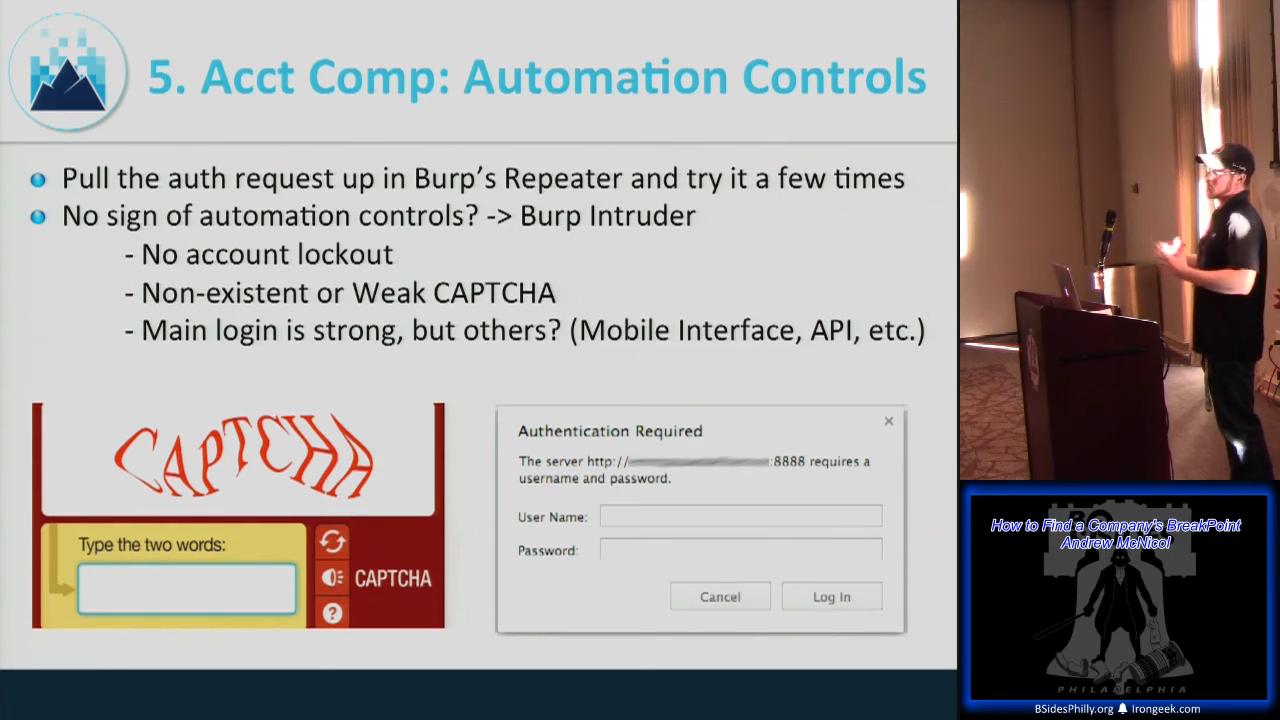 5. Acct Comp: Automation Controls
Pull the auth request up in Burp's Repeater and try it a few times
No sign of automation controls? -> Burp Intruder
- No account lockout
- Non-existent or Weak CAPTCHA
- Main login is strong, but others? (Mobile Interface, API, etc.)
CAPTCHA
Type the two words:
CAPTCHA
?
Authentication Required
×
The server http:// :8888 requires a
username and password.
User Name:
Password:
Cancel
Log In
How to Find a Company's BreakPoint
Andrew McNicol
PHILADELPHIA
BSidesPhilly.org Irongeek.com